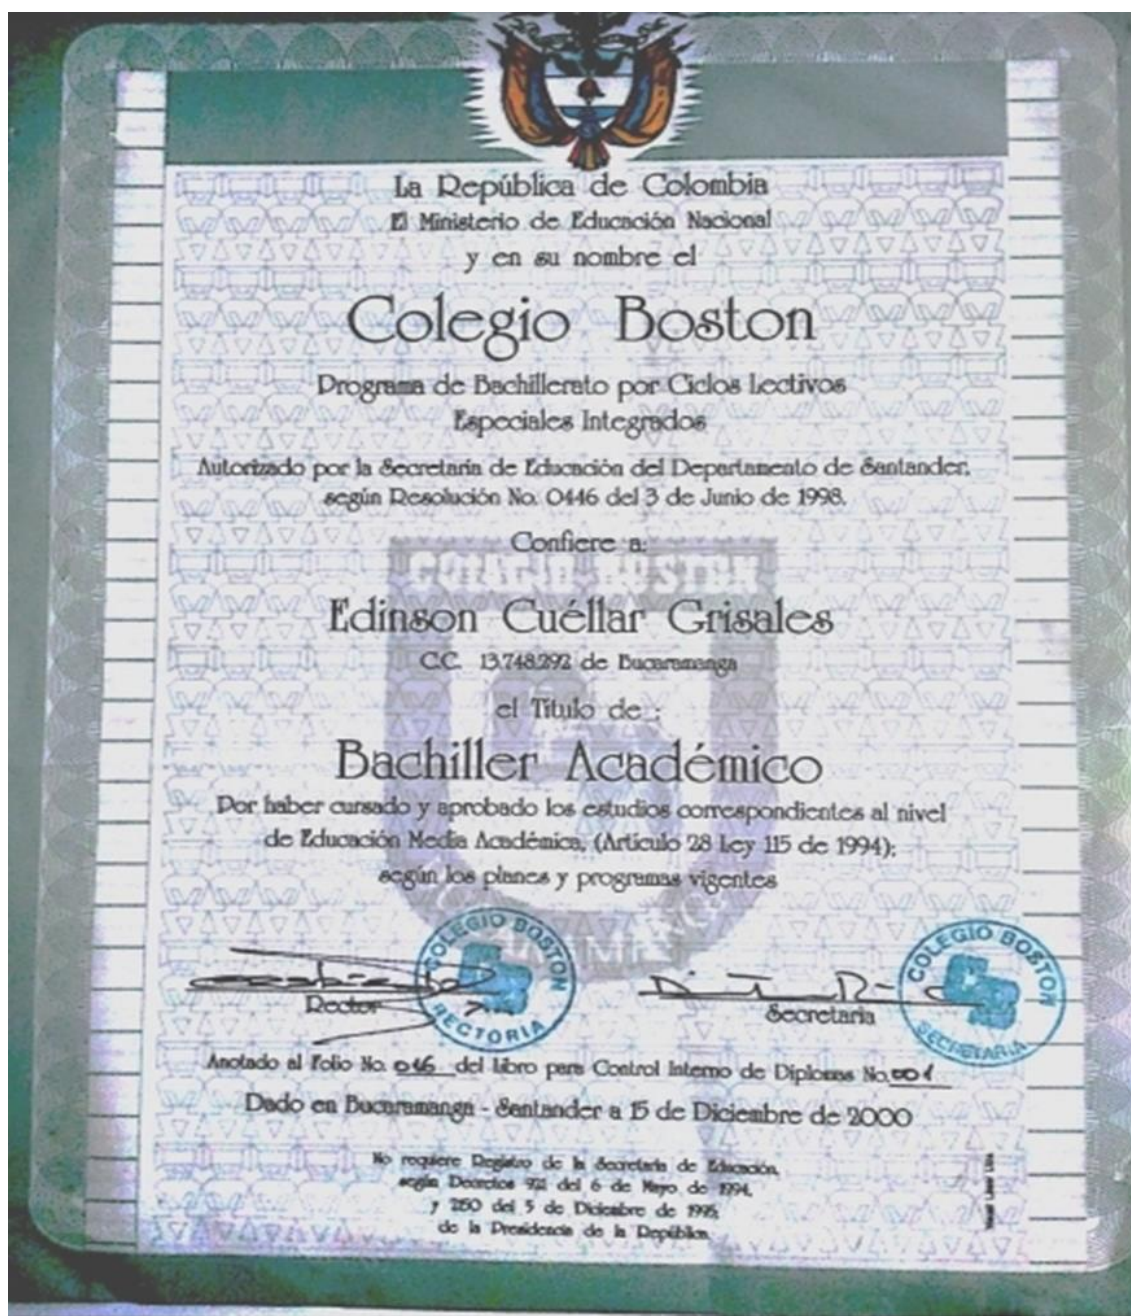 La República de Colombia
El Ministerio de Educación Nacional
y en su nombre el
Colegio Boston
Programa de Bachillerato por Ciclos Lectivos
Especiales Integrados
Autorizado por la Secretaría de Educación del Departamento de Santander,
según Resolución No. 0446 del 3 de Junio de 1998.
Confiere a:
COLEGIO BOSTON
Edinson Cuéllar Grisales
C.C. 13.748.292 de Bucaramanga
el Título de :
Bachiller Académico
Por haber cursado y aprobado los estudios correspondientes al nivel
de Educación Media Académica, (Artículo 28 Ley 115 de 1994);
según los planes y programas vigentes
COLEGIO BOSTON
RECTORIA
COLEGIO BOSTON
SECRETARIA
Rector
Secretaria
Anotado al Folio No. 046 del Libro para Control Interno de Diplomas No. 001
Dado en Bucaramanga - Santander a 15 de Diciembre de 2000
No requiere Registro de la Secretaría de Educación,
según Decretos 921 del 6 de Mayo de 1994,
y 2150 del 5 de Diciembre de 1995,
de la Presidencia de la República.